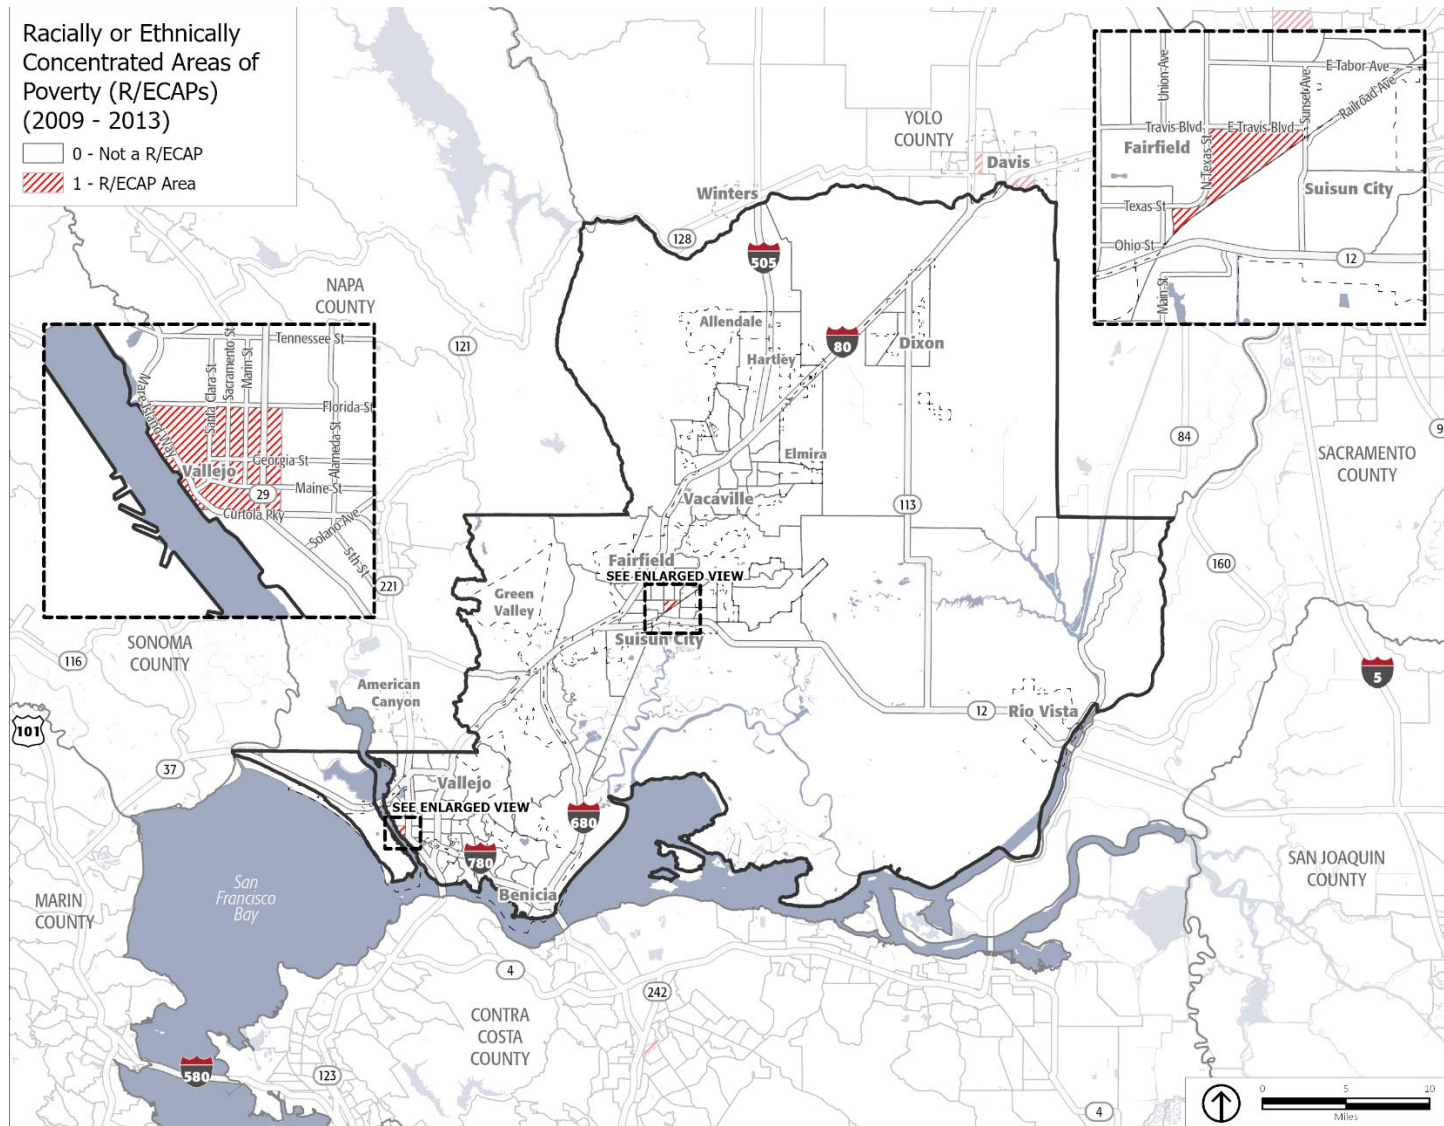 Racially or Ethnically
Concentrated Areas of
Poverty (R/ECAPs)
(2009 - 2013)
0 - Not a R/ECAP
1 - R/ECAP Area
E Tabor Ave
Union Ave
Sunset Ave
Railroad Ave
Travis Blvd
E Travis Blvd
Fairfield
N Texas St
Suisun City
Texas St
Ohio St
12
Main St
YOLO
COUNTY
Davis
Winters
128
505
NAPA
COUNTY
121
Allendale
Hartley
80
Dixon
Tennessee St
Sacramento St
Marin St
Santa Clara St
Mare Island Way
Florida St
Alameda St
Georgia St
Vallejo
Maine St
29
Curtola Pky
Solano Ave
5th St
84
9
SACRAMENTO
COUNTY
Elmira
Vacaville
113
160
221
Fairfield
SEE ENLARGED VIEW
Green
Valley
Suisun City
SONOMA
COUNTY
116
American
Canyon
5
101
12
Rio Vista
37
Vallejo
SEE ENLARGED VIEW
680
780
Benicia
San
Francisco
Bay
MARIN
COUNTY
SAN JOAQUIN
COUNTY
4
242
CONTRA
COSTA
COUNTY
580
123
4
0
5
10
Miles